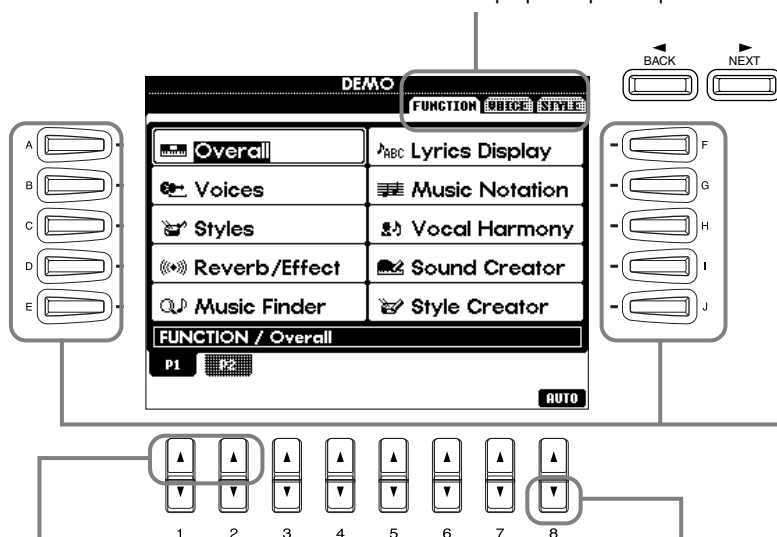 BACK NEXT
DEMO
FUNCTION VOICE STYLE
A Overall ABC Lyrics Display F
B Voices Music Notation G
C Styles Vocal Harmony H
D Reverb/Effect Sound Creator I
E Music Finder Style Creator J
FUNCTION / Overall
P1 P2
AUTO
1 2 3 4 5 6 7 8